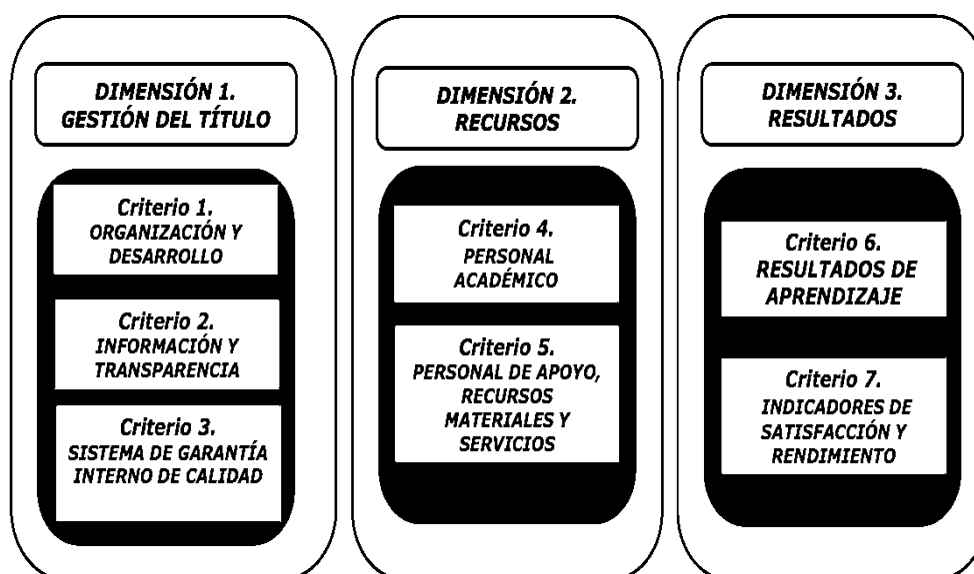 DIMENSIÓN 1.
GESTIÓN DEL TÍTULO
Criterio 1.
ORGANIZACIÓN Y
DESARROLLO
Criterio 2.
INFORMACIÓN Y
TRANSPARENCIA
Criterio 3.
SISTEMA DE GARANTÍA
INTERNO DE CALIDAD
DIMENSIÓN 2.
RECURSOS
Criterio 4.
PERSONAL
ACADÉMICO
Criterio 5.
PERSONAL DE APOYO,
RECURSOS
MATERIALES Y
SERVICIOS
DIMENSIÓN 3.
RESULTADOS
Criterio 6.
RESULTADOS DE
APRENDIZAJE
Criterio 7.
INDICADORES DE
SATISFACCIÓN Y
RENDIMIENTO